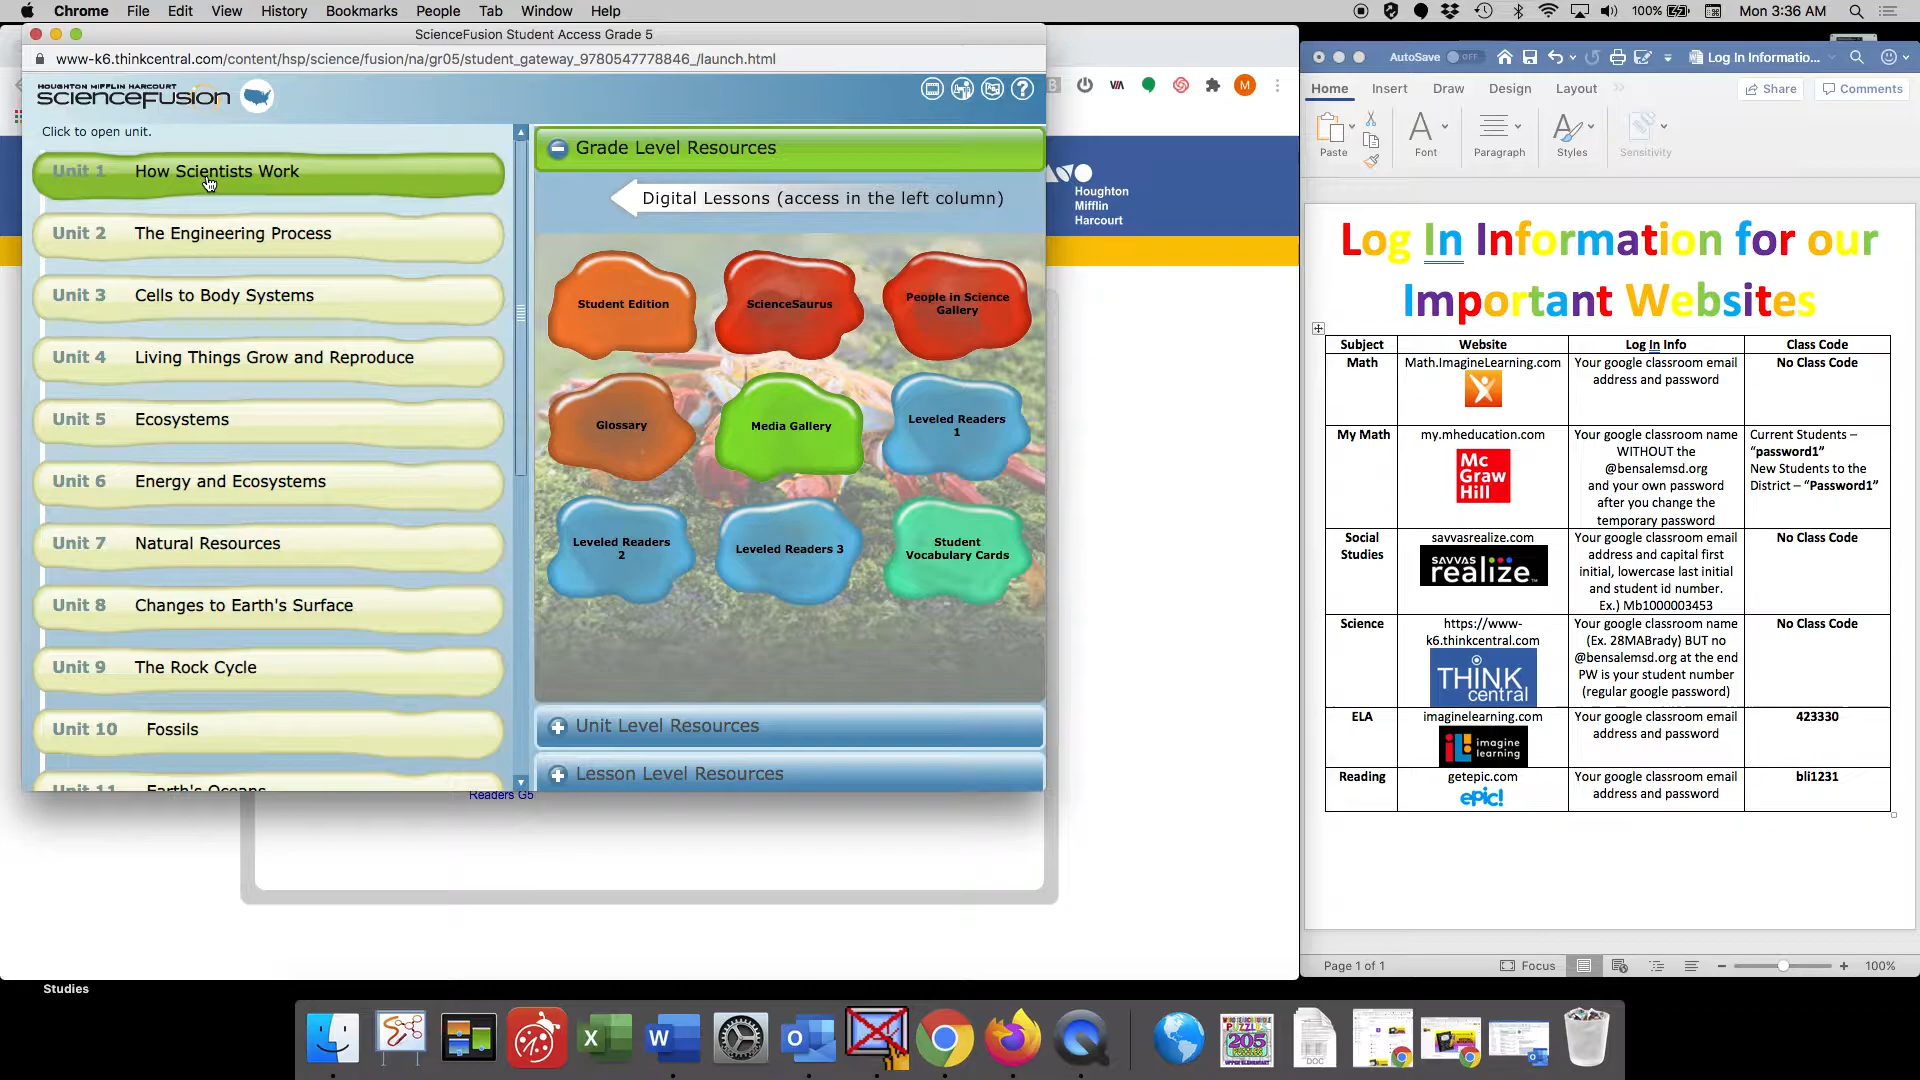 Chrome File Edit View History Bookmarks People Tab Window Help
100% Mon 3:36 AM
ScienceFusion Student Access Grade 5
www-k6.thinkcentral.com/content/hsp/science/fusion/na/gr05/student_gateway_9780547778846_/launch.html
HOUGHTON MIFFLIN HARCOURT
SCIENCEFUSION
Click to open unit.
Unit 1 How Scientists Work
Unit 2 The Engineering Process
Unit 3 Cells to Body Systems
Unit 4 Living Things Grow and Reproduce
Unit 5 Ecosystems
Unit 6 Energy and Ecosystems
Unit 7 Natural Resources
Unit 8 Changes to Earth's Surface
Unit 9 The Rock Cycle
Unit 10 Fossils
Unit 11 Earth's Oceans
Grade Level Resources
Digital Lessons (access in the left column)
Student Edition
ScienceSaurus
People in Science
Gallery
Glossary
Media Gallery
Leveled Readers
1
Leveled Readers
2
Leveled Readers 3
Student
Vocabulary Cards
Unit Level Resources
Lesson Level Resources
Readers G5
VIA
M
Houghton
Mifflin
Harcourt
Studies
AutoSave OFF
Log In Informatio...
Home Insert Draw Design Layout
Share Comments
Paste Font Paragraph Styles Sensitivity
Log In Information for our
Important Websites
Subject Website Log In Info Class Code
Math
Math.ImagineLearning.com
Your google classroom email
address and password
No Class Code
My Math
my.mheducation.com
Mc
Graw
Hill
Your google classroom name
WITHOUT the
@bensalemsd.org
and your own password
after you change the
temporary password
Current Students –
“password1”
New Students to the
District – “Password1”
Social
Studies
savvasrealize.com
SAVVAS
realize
Your google classroom email
address and capital first
initial, lowercase last initial
and student id number.
Ex.) Mb1000003453
No Class Code
Science
https://www-
k6.thinkcentral.com
THINK
central
Your google classroom name
(Ex. 28MABrady) BUT no
@bensalemsd.org at the end
PW is your student number
(regular google password)
No Class Code
ELA
imaginelearning.com
imagine
learning
Your google classroom email
address and password
423330
Reading
getepic.com
epic!
Your google classroom email
address and password
bli1231
Page 1 of 1
Focus
100%
205
DOC